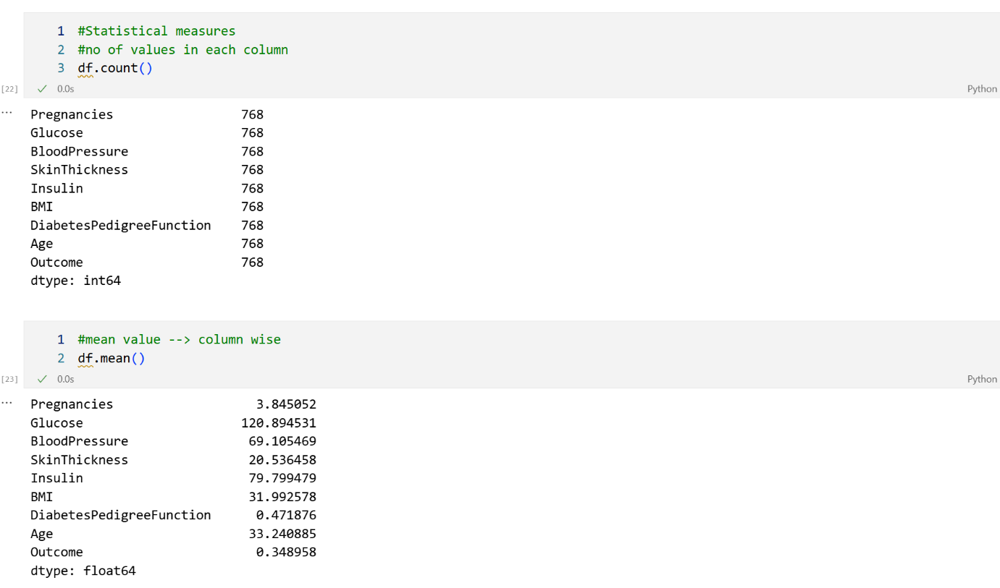 1 #Statistical measures
2 #no of values in each column
3 df.count()
[22] ✓ 0.0s Python
... Pregnancies 768
Glucose 768
BloodPressure 768
SkinThickness 768
Insulin 768
BMI 768
DiabetesPedigreeFunction 768
Age 768
Outcome 768
dtype: int64
1 #mean value --> column wise
2 df.mean()
[23] ✓ 0.0s Python
... Pregnancies 3.845052
Glucose 120.894531
BloodPressure 69.105469
SkinThickness 20.536458
Insulin 79.799479
BMI 31.992578
DiabetesPedigreeFunction 0.471876
Age 33.240885
Outcome 0.348958
dtype: float64